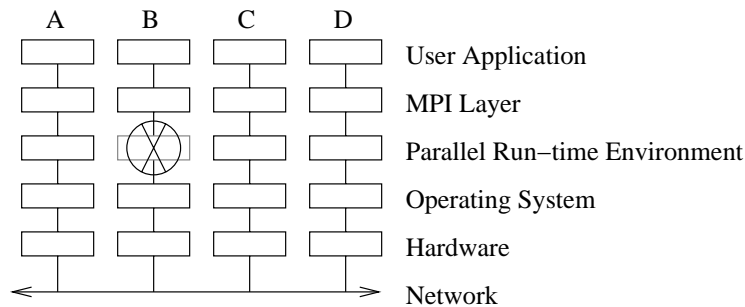 A B C D
User Application
MPI Layer
Parallel Run−time Environment
Operating System
Hardware
Network